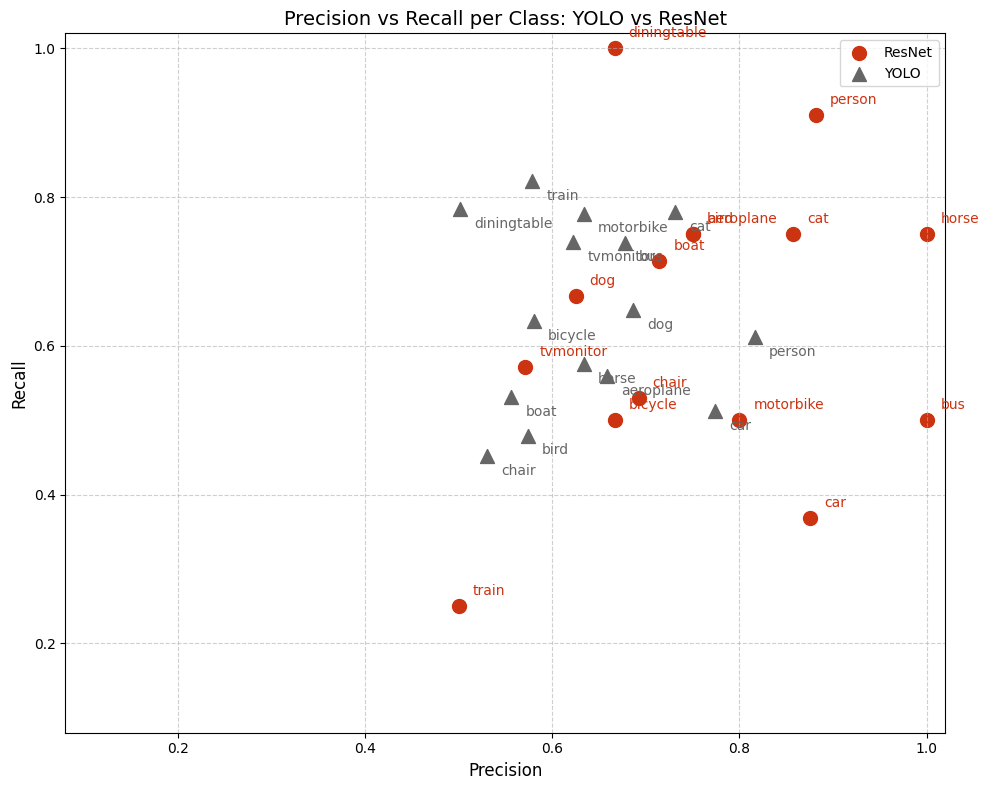 Precision vs Recall per Class: YOLO vs ResNet
diningtable
1.0
ResNet
YOLO
person
train
0.8
diningtable
motorbike
cat
bird
aeroplane
cat
horse
tvmonitor
bus
boat
dog
dog
bicycle
person
0.6
tvmonitor
horse
aeroplane
chair
boat
bicycle
motorbike
bus
car
bird
chair
0.4
car
train
0.2
Recall
0.2
0.4
0.6
0.8
1.0
Precision